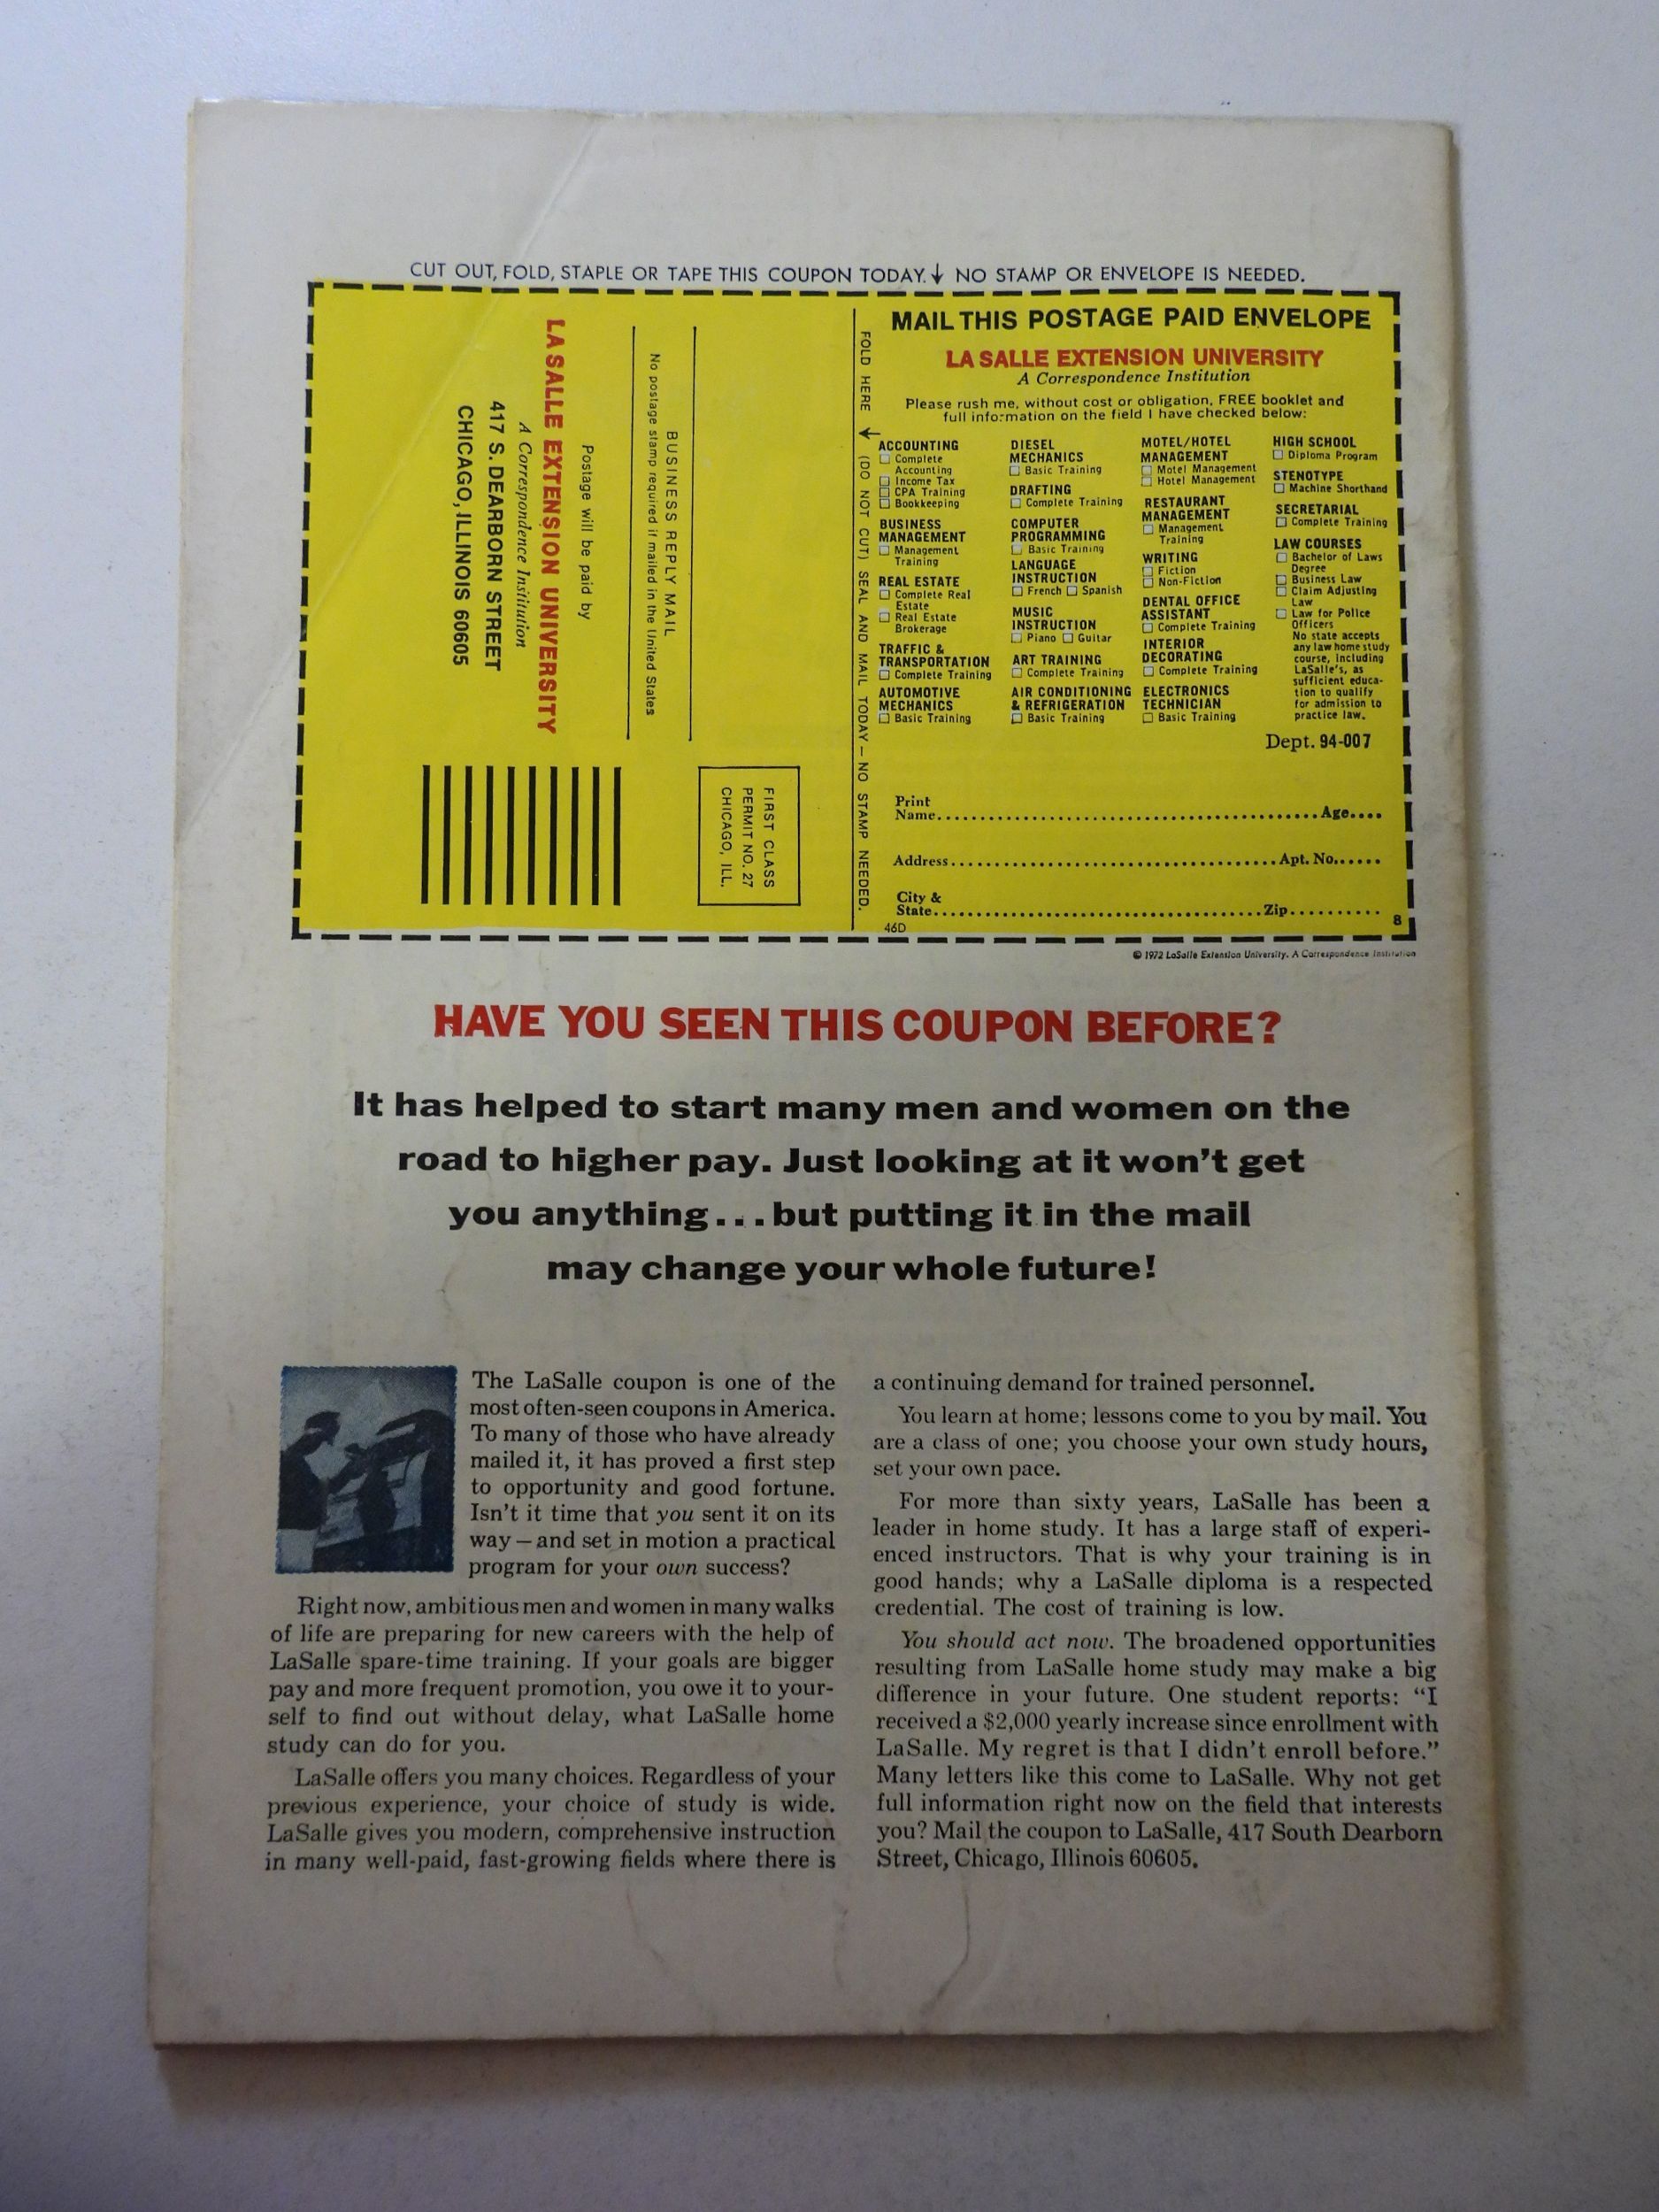 CUT OUT, FOLD, STAPLE OR TAPE THIS COUPON TODAY. ↓ NO STAMP OR ENVELOPE IS NEEDED.
BUSINESS REPLY MAIL
No postage stamp required if mailed in the United States
Postage will be paid by
LA SALLE EXTENSION UNIVERSITY
A Correspondence Institution
417 S. DEARBORN STREET
CHICAGO, ILLINOIS 60605
FIRST CLASS
PERMIT NO. 27
CHICAGO, ILL.
FOLD HERE ← (DO NOT CUT) SEAL AND MAIL TODAY — NO STAMP NEEDED.
MAIL THIS POSTAGE PAID ENVELOPE
LA SALLE EXTENSION UNIVERSITY
A Correspondence Institution
Please rush me, without cost or obligation, FREE booklet and
full information on the field I have checked below:
ACCOUNTING
☐ Complete
Accounting
☐ Income Tax
☐ CPA Training
☐ Bookkeeping
BUSINESS
MANAGEMENT
☐ Management
Training
REAL ESTATE
☐ Complete Real
Estate
☐ Real Estate
Brokerage
TRAFFIC &
TRANSPORTATION
☐ Complete Training
AUTOMOTIVE
MECHANICS
☐ Basic Training
DIESEL
MECHANICS
☐ Basic Training
DRAFTING
☐ Complete Training
COMPUTER
PROGRAMMING
☐ Basic Training
LANGUAGE
INSTRUCTION
☐ French ☐ Spanish
MUSIC
INSTRUCTION
☐ Piano ☐ Guitar
ART TRAINING
☐ Complete Training
AIR CONDITIONING
& REFRIGERATION
☐ Basic Training
MOTEL/HOTEL
MANAGEMENT
☐ Motel Management
☐ Hotel Management
RESTAURANT
MANAGEMENT
☐ Management
Training
WRITING
☐ Fiction
☐ Non-Fiction
DENTAL OFFICE
ASSISTANT
☐ Complete Training
INTERIOR
DECORATING
☐ Complete Training
ELECTRONICS
TECHNICIAN
☐ Basic Training
HIGH SCHOOL
☐ Diploma Program
STENOTYPE
☐ Machine Shorthand
SECRETARIAL
☐ Complete Training
LAW COURSES
☐ Bachelor of Laws
Degree
☐ Business Law
☐ Claim Adjusting
Law
☐ Law for Police
Officers
No state accepts
any law home study
course, including
LaSalle's, as
sufficient educa-
tion to qualify
for admission to
practice law.
Dept. 94-007
Print
Name.......... Age....
Address.......... Apt. No......
City &
State.......... Zip..........
46D 8
© 1972 LaSalle Extension University. A Correspondence Institution
HAVE YOU SEEN THIS COUPON BEFORE?
It has helped to start many men and women on the
road to higher pay. Just looking at it won't get
you anything...but putting it in the mail
may change your whole future!
The LaSalle coupon is one of the
most often-seen coupons in America.
To many of those who have already
mailed it, it has proved a first step
to opportunity and good fortune.
Isn't it time that you sent it on its
way — and set in motion a practical
program for your own success?
Right now, ambitious men and women in many walks
of life are preparing for new careers with the help of
LaSalle spare-time training. If your goals are bigger
pay and more frequent promotion, you owe it to your-
self to find out without delay, what LaSalle home
study can do for you.
LaSalle offers you many choices. Regardless of your
previous experience, your choice of study is wide.
LaSalle gives you modern, comprehensive instruction
in many well-paid, fast-growing fields where there is
a continuing demand for trained personnel.
You learn at home; lessons come to you by mail. You
are a class of one; you choose your own study hours,
set your own pace.
For more than sixty years, LaSalle has been a
leader in home study. It has a large staff of experi-
enced instructors. That is why your training is in
good hands; why a LaSalle diploma is a respected
credential. The cost of training is low.
You should act now. The broadened opportunities
resulting from LaSalle home study may make a big
difference in your future. One student reports: "I
received a $2,000 yearly increase since enrollment with
LaSalle. My regret is that I didn't enroll before."
Many letters like this come to LaSalle. Why not get
full information right now on the field that interests
you? Mail the coupon to LaSalle, 417 South Dearborn
Street, Chicago, Illinois 60605.